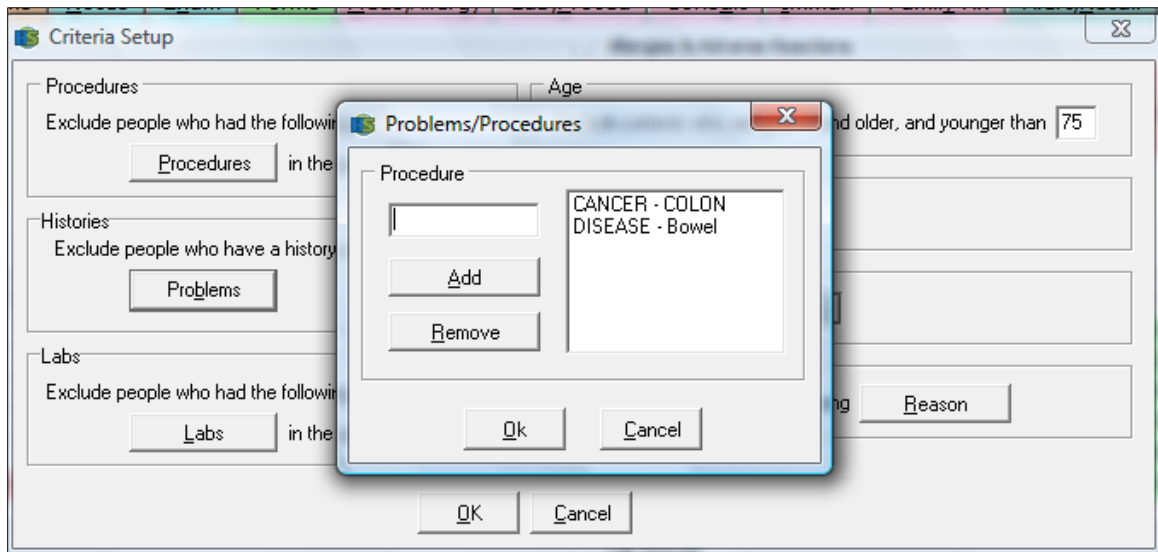 Criteria Setup
Procedures
Exclude people who had the followin
Procedures
in the
Histories
Exclude people who have a history
Problems
Labs
Exclude people who had the followin
Labs
in the
Age
nd older, and younger than 75
ng
Reason
Problems/Procedures
Procedure
Add
Remove
CANCER - COLON
DISEASE - Bowel
Ok
Cancel
OK
Cancel